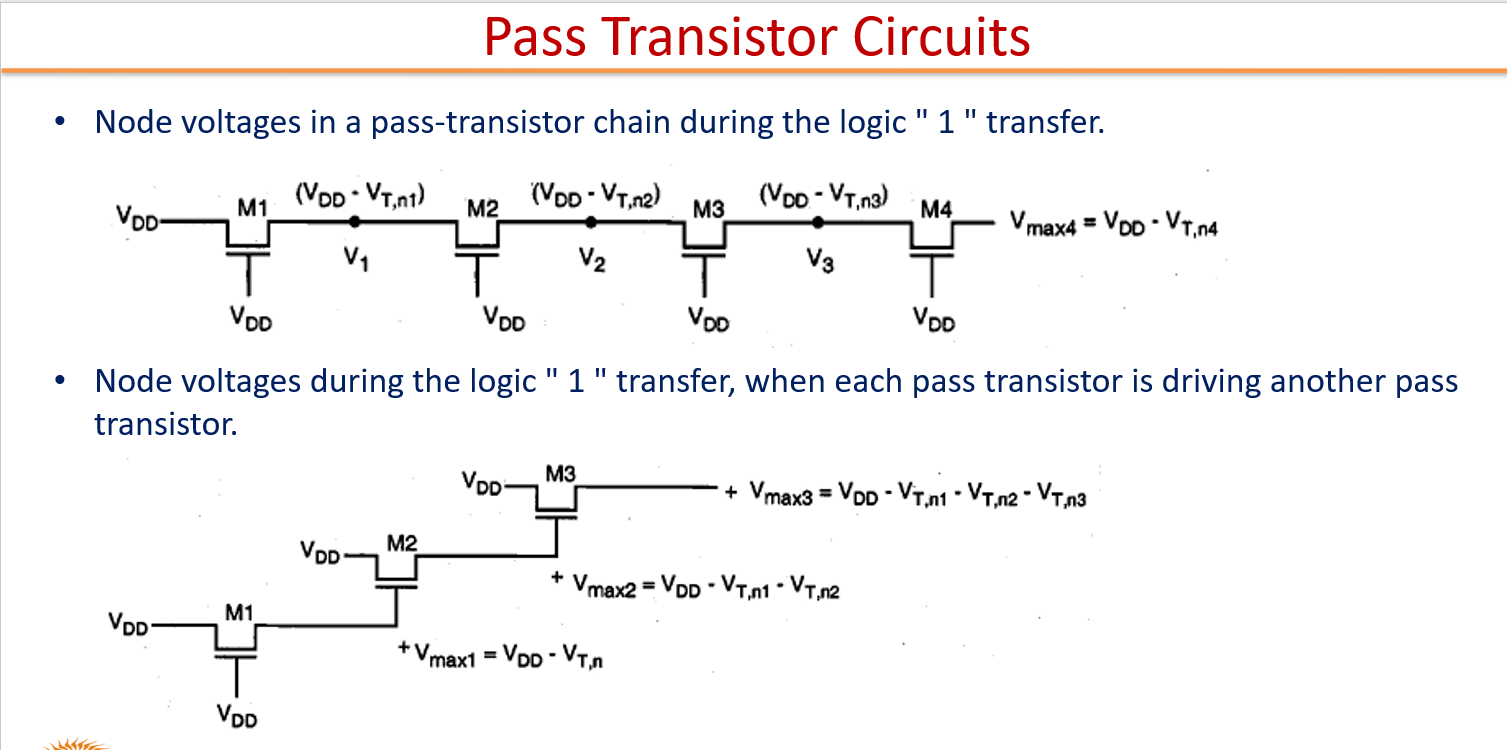 Pass Transistor Circuits
• Node voltages in a pass-transistor chain during the logic " 1 " transfer.
(VDD - VT,n1) (VDD - VT,n2) (VDD - VT,n3)
VDD M1 M2 M3 M4 Vmax4 = VDD - VT,n4
V1 V2 V3
VDD VDD VDD VDD
• Node voltages during the logic " 1 " transfer, when each pass transistor is driving another pass
transistor.
VDD M3 + Vmax3 = VDD - VT,n1 - VT,n2 - VT,n3
VDD M2
+ Vmax2 = VDD - VT,n1 - VT,n2
VDD M1
+ Vmax1 = VDD - VT,n
VDD